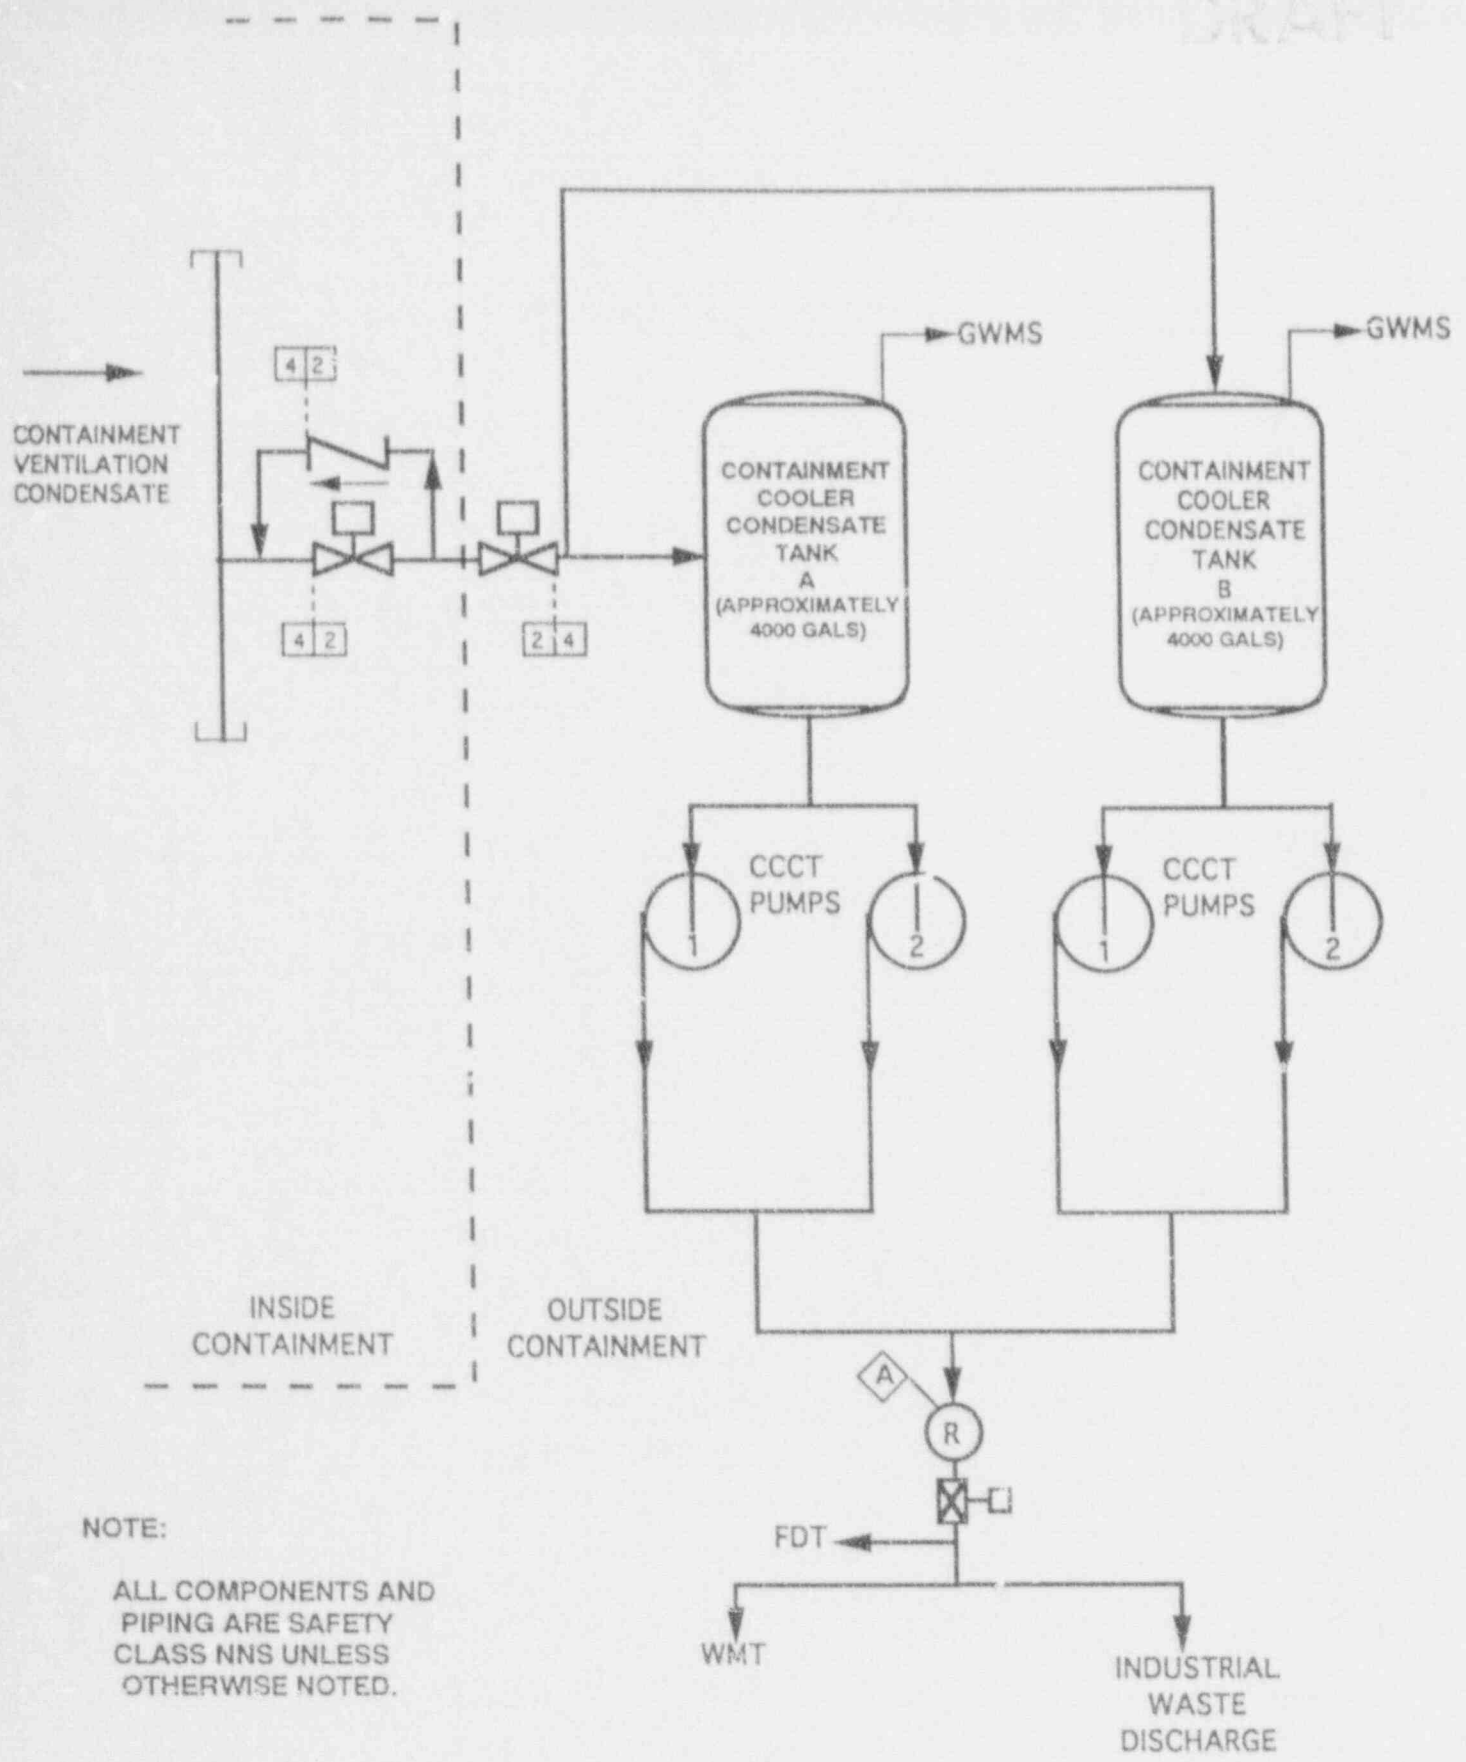 DRAFT
GWMS
GWMS
4 2
CONTAINMENT
VENTILATION
CONDENSATE
CONTAINMENT
COOLER
CONDENSATE
TANK
A
(APPROXIMATELY
4000 GALS)
CONTAINMENT
COOLER
CONDENSATE
TANK
B
(APPROXIMATELY
4000 GALS)
4 2
2 4
CCCT
PUMPS
CCCT
PUMPS
1
2
1
2
INSIDE
CONTAINMENT
OUTSIDE
CONTAINMENT
A
R
NOTE:
ALL COMPONENTS AND
PIPING ARE SAFETY
CLASS NNS UNLESS
OTHERWISE NOTED.
FDT
WMT
INDUSTRIAL
WASTE
DISCHARGE